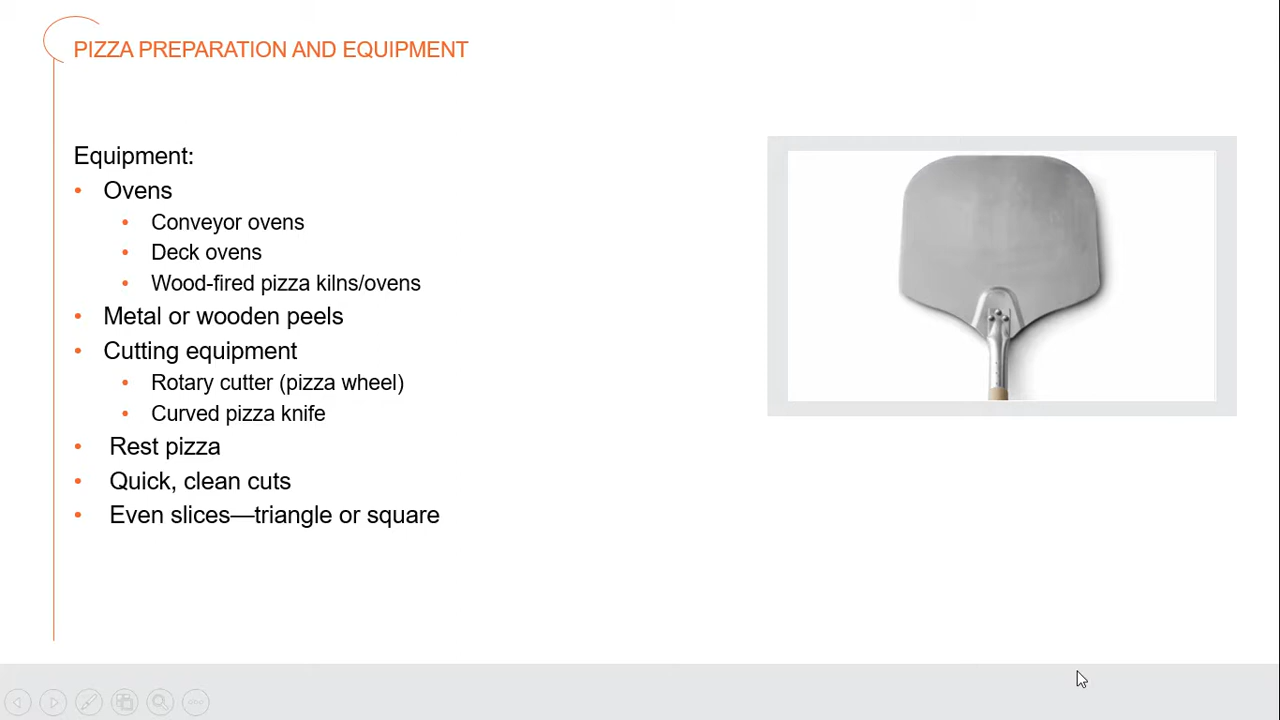 PIZZA PREPARATION AND EQUIPMENT
Equipment:
• Ovens
• Conveyor ovens
• Deck ovens
• Wood-fired pizza kilns/ovens
• Metal or wooden peels
• Cutting equipment
• Rotary cutter (pizza wheel)
• Curved pizza knife
• Rest pizza
• Quick, clean cuts
• Even slices—triangle or square